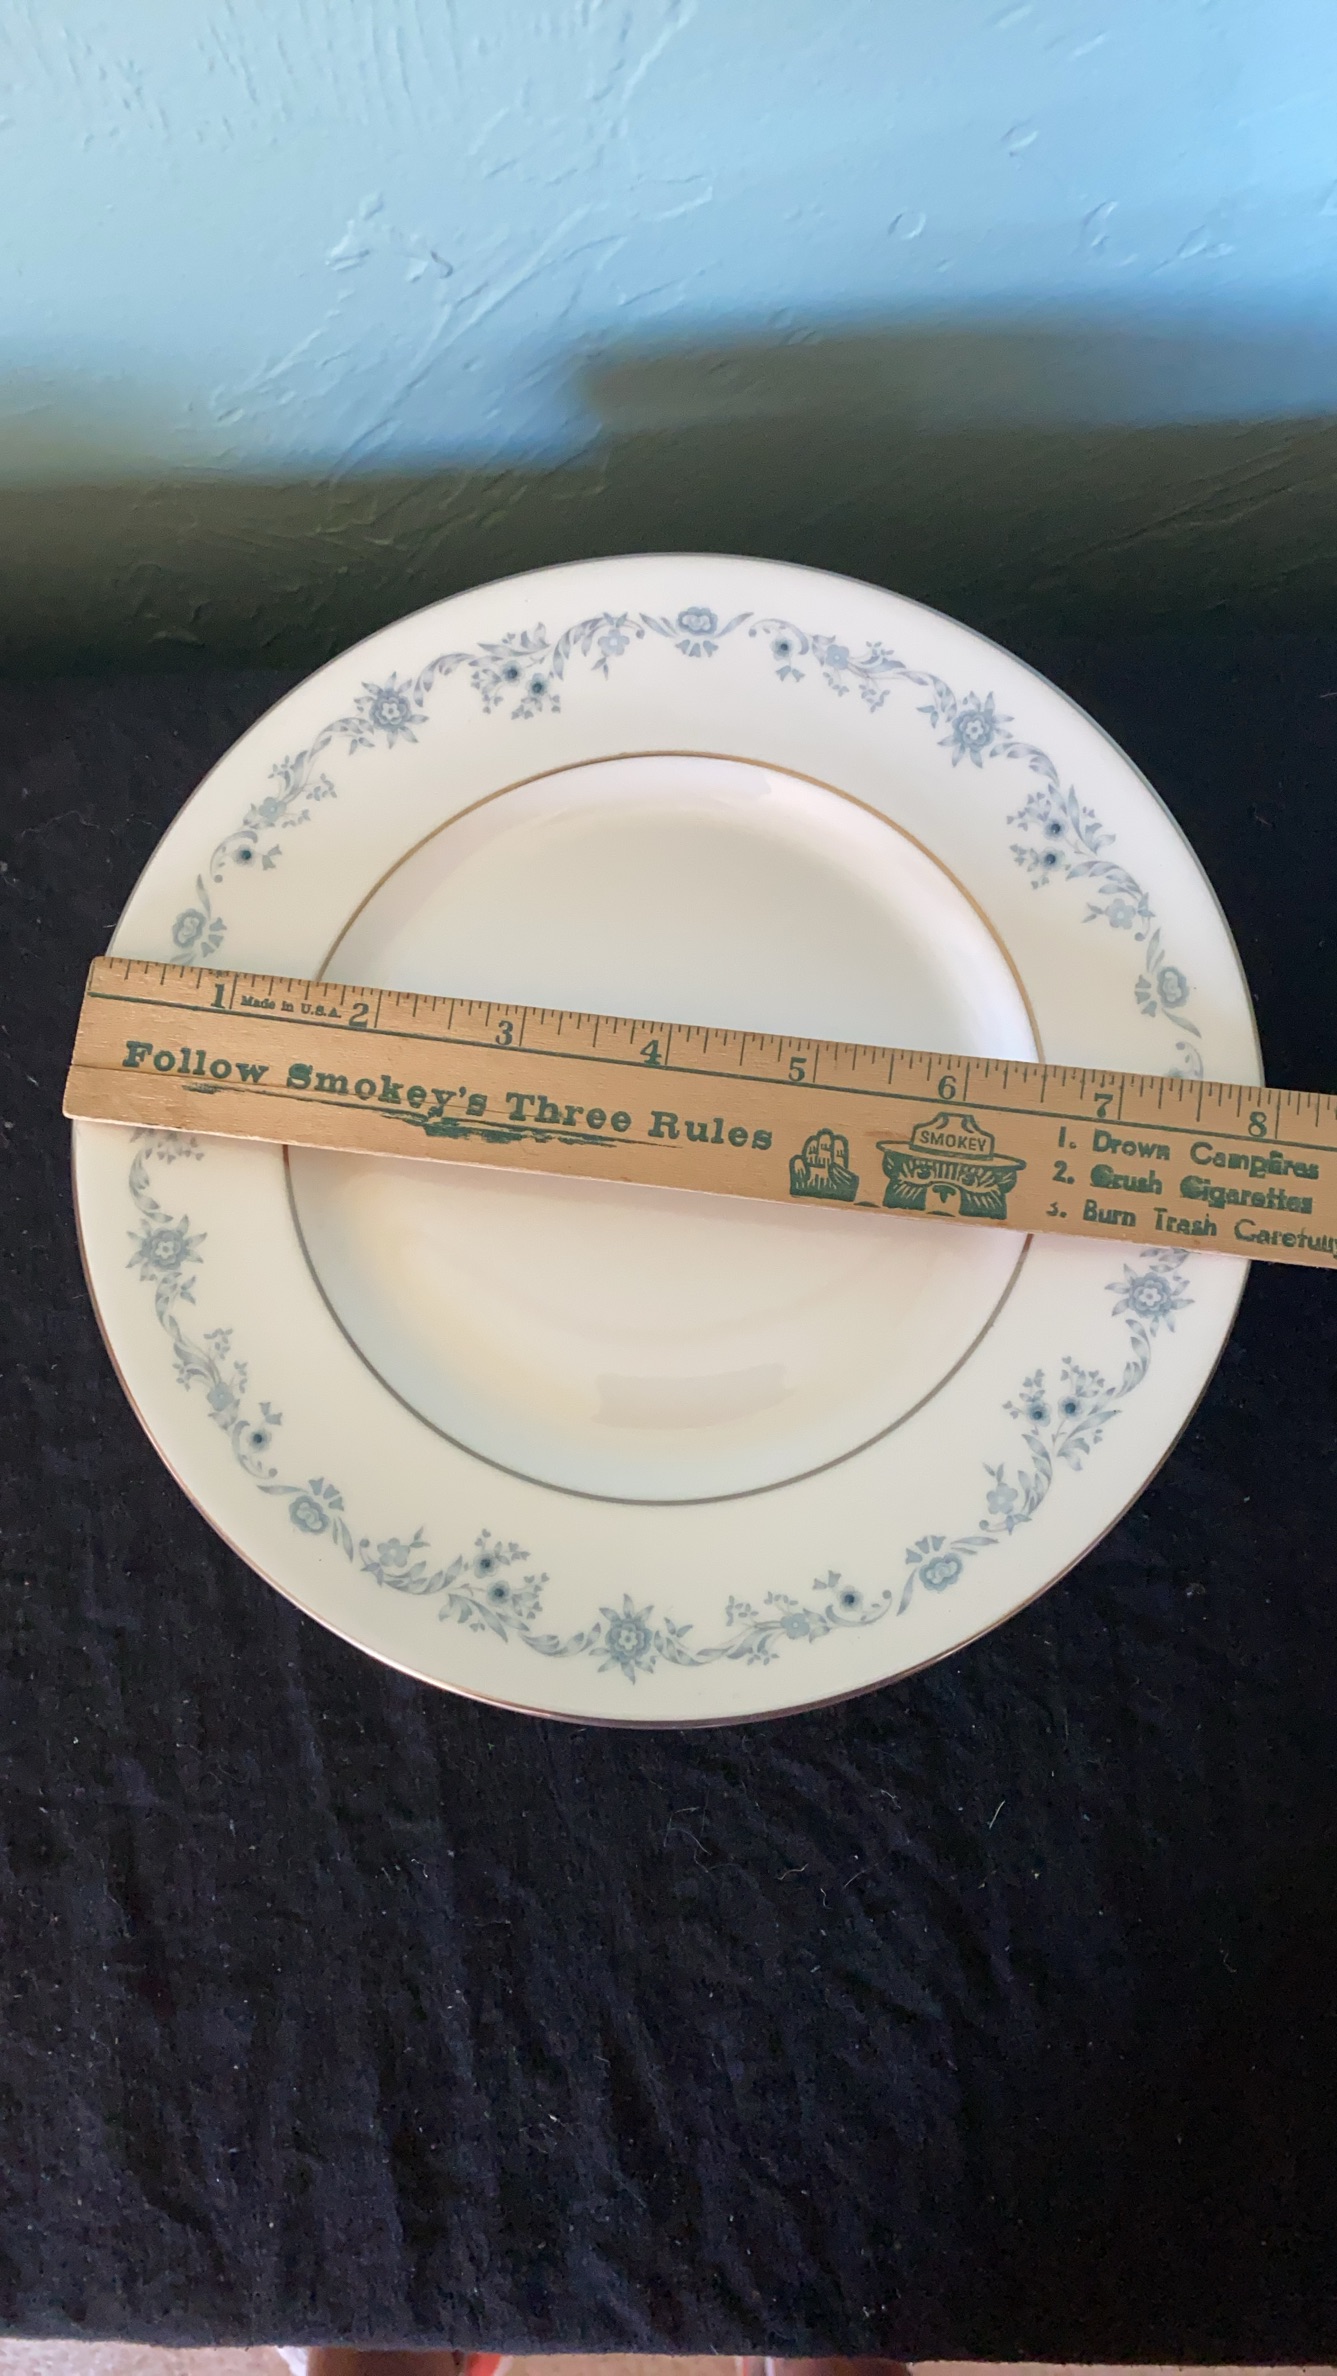 1 2 3 4 5 6 7 8
Made in U.S.A.
Follow Smokey's Three Rules
SMOKEY
1. Drown Campfires
2. Crush Cigarettes
3. Burn Trash Carefully